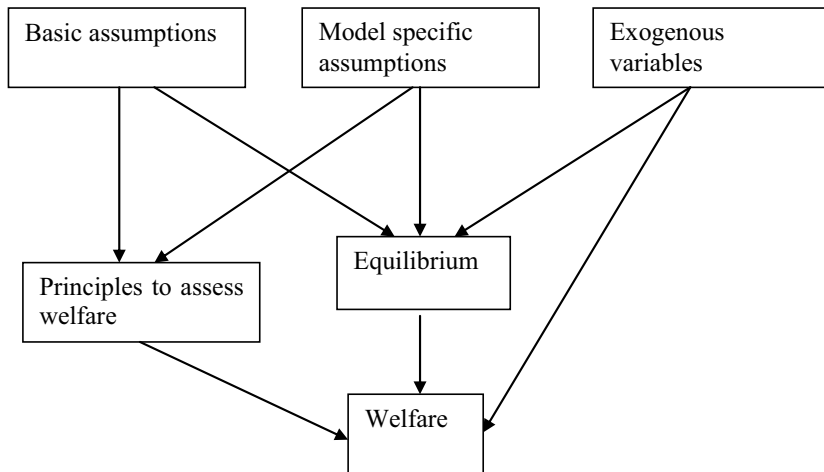 Basic assumptions
Model specific
assumptions
Exogenous
variables
Equilibrium
Principles to assess
welfare
Welfare